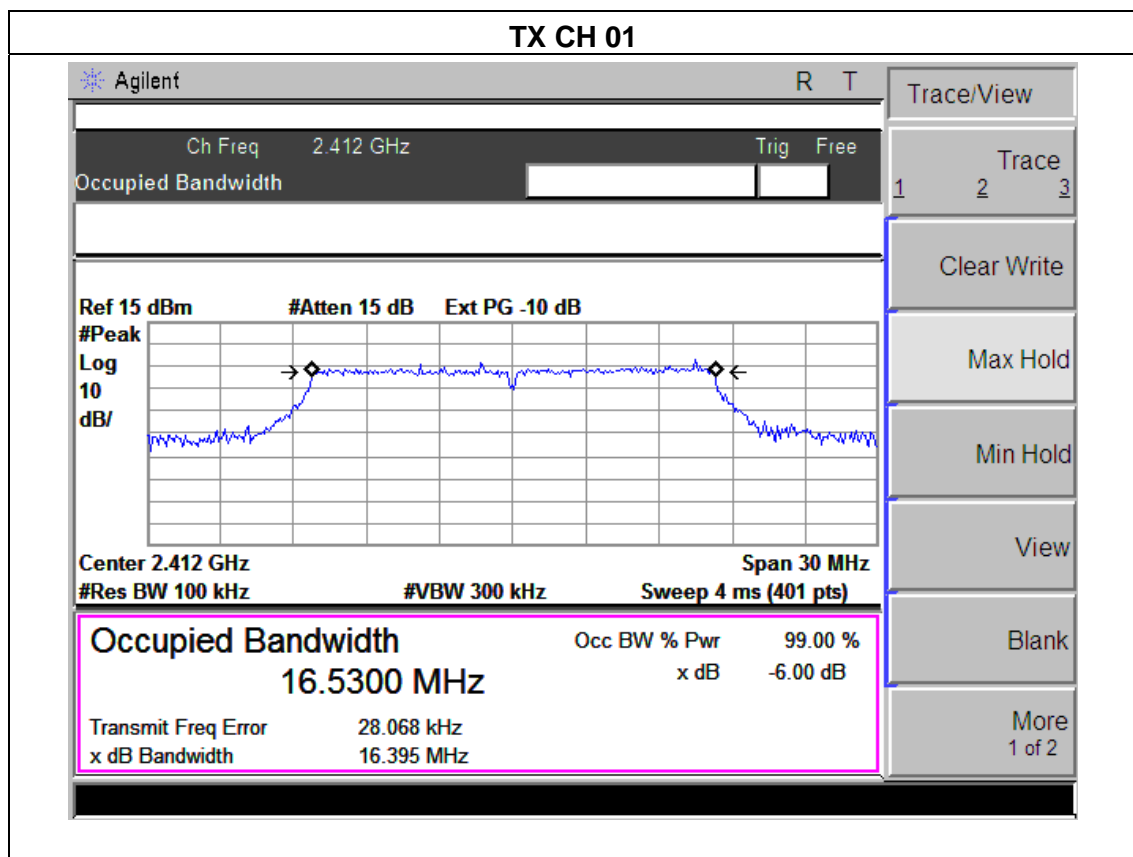 TX CH 01
Agilent R T
Ch Freq 2.412 GHz Trig Free
Occupied Bandwidth
Ref 15 dBm #Atten 15 dB Ext PG -10 dB
#Peak
Log
10
dB/
Center 2.412 GHz Span 30 MHz
#Res BW 100 kHz #VBW 300 kHz Sweep 4 ms (401 pts)
Occupied Bandwidth Occ BW % Pwr 99.00 %
16.5300 MHz x dB -6.00 dB
Transmit Freq Error 28.068 kHz
x dB Bandwidth 16.395 MHz
Trace/View
Trace
1 2 3
Clear Write
Max Hold
Min Hold
View
Blank
More
1 of 2